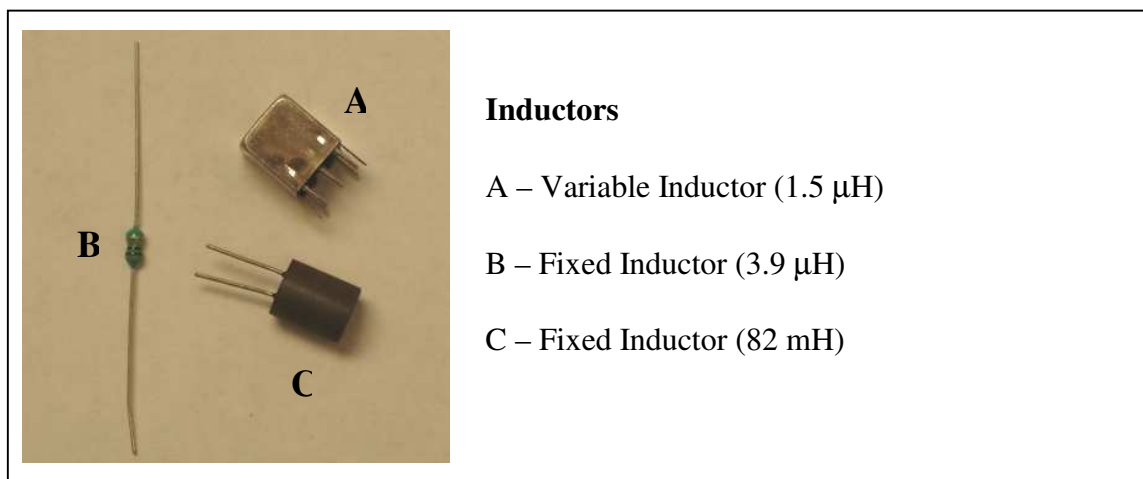 A
B
C
Inductors
A – Variable Inductor (1.5 μH)
B – Fixed Inductor (3.9 μH)
C – Fixed Inductor (82 mH)